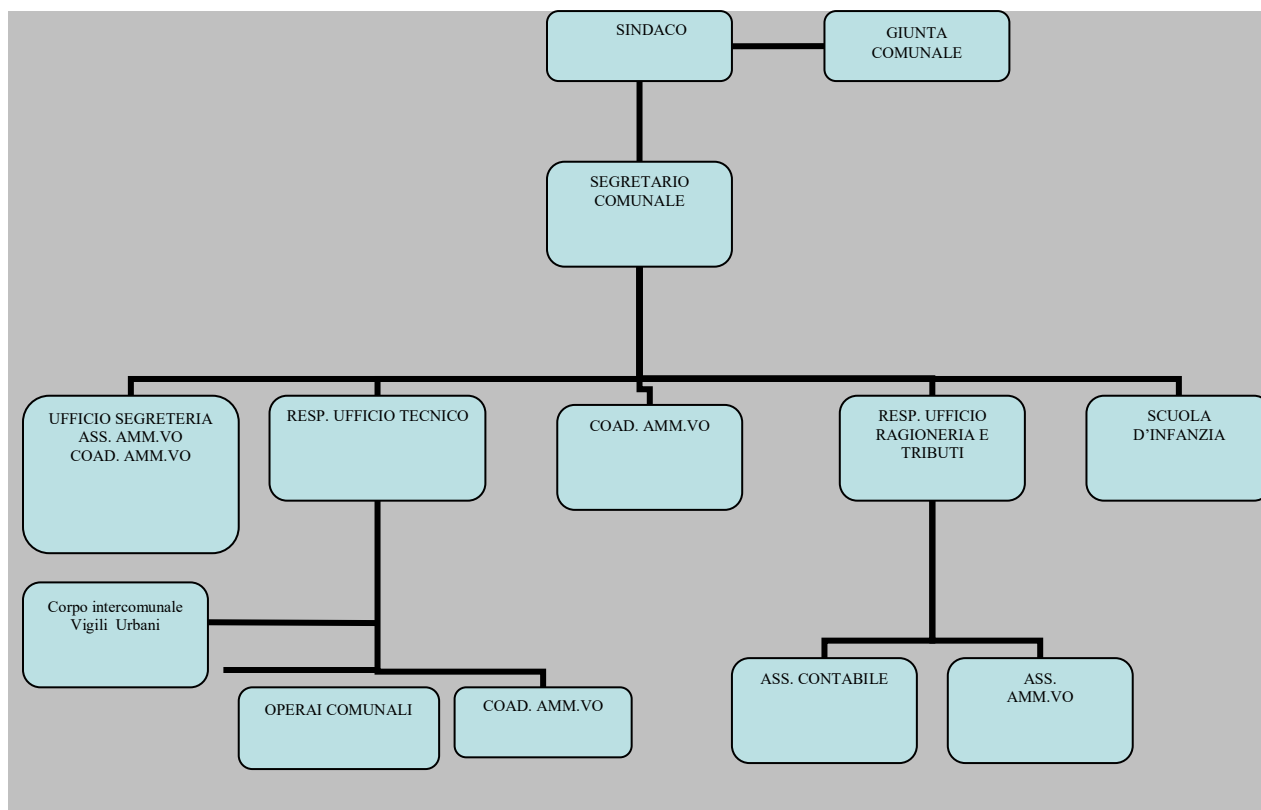 SINDACO
GIUNTA
COMUNALE
SEGRETARIO
COMUNALE
UFFICIO SEGRETERIA
ASS. AMM.VO
COAD. AMM.VO
RESP. UFFICIO TECNICO
COAD. AMM.VO
RESP. UFFICIO
RAGIONERIA E
TRIBUTI
SCUOLA
D’INFANZIA
Corpo intercomunale
Vigili Urbani
OPERAI COMUNALI
COAD. AMM.VO
ASS. CONTABILE
ASS.
AMM.VO